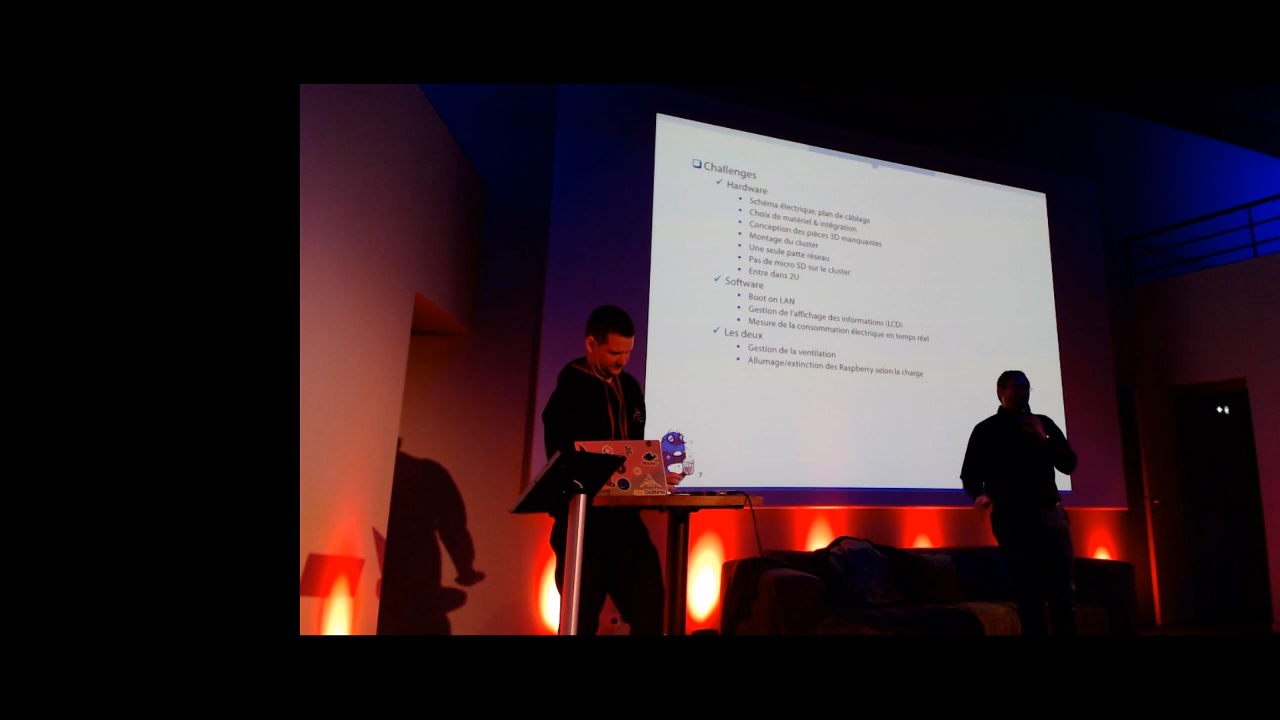 Challenges
Hardware
Schéma électrique, plan de câblage
Choix de matériel & intégration
Conception des pièces 3D manquantes
Montage du cluster
Une seule patte réseau
Pas de micro SD sur le cluster
Entre dans 2U
Software
Boot on LAN
Gestion de l'affichage des informations (LCD)
Mesure de la consommation électrique en temps réel
Les deux
Gestion de la ventilation
Allumage/extinction des Raspberry selon la charge